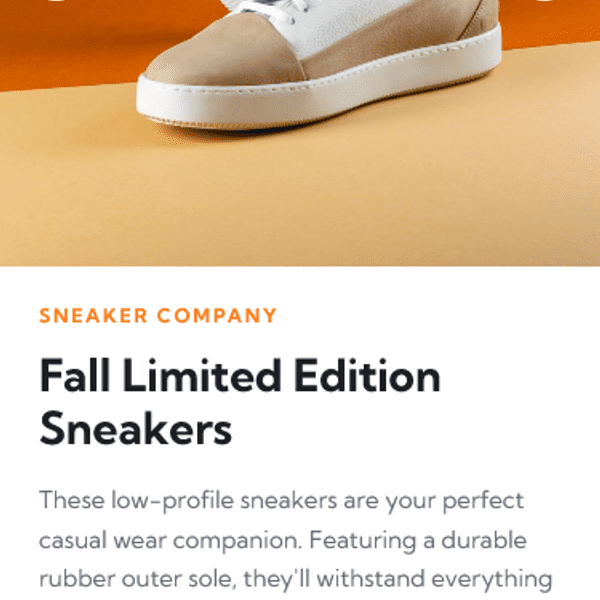 SNEAKER COMPANY
Fall Limited Edition
Sneakers
These low-profile sneakers are your perfect
casual wear companion. Featuring a durable
rubber outer sole, they'll withstand everything